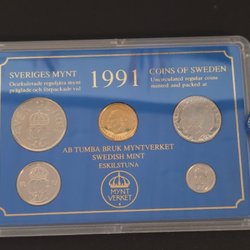 SVERIGES MYNT
Ocirkulerade reguljära mynt
präglade och förpackade vid
1991
COINS OF SWEDEN
Uncirculated regular coins
minted and packed at
AB TUMBA BRUK MYNTVERKET
SWEDISH MINT
ESKILSTUNA
MYNT
VERKET